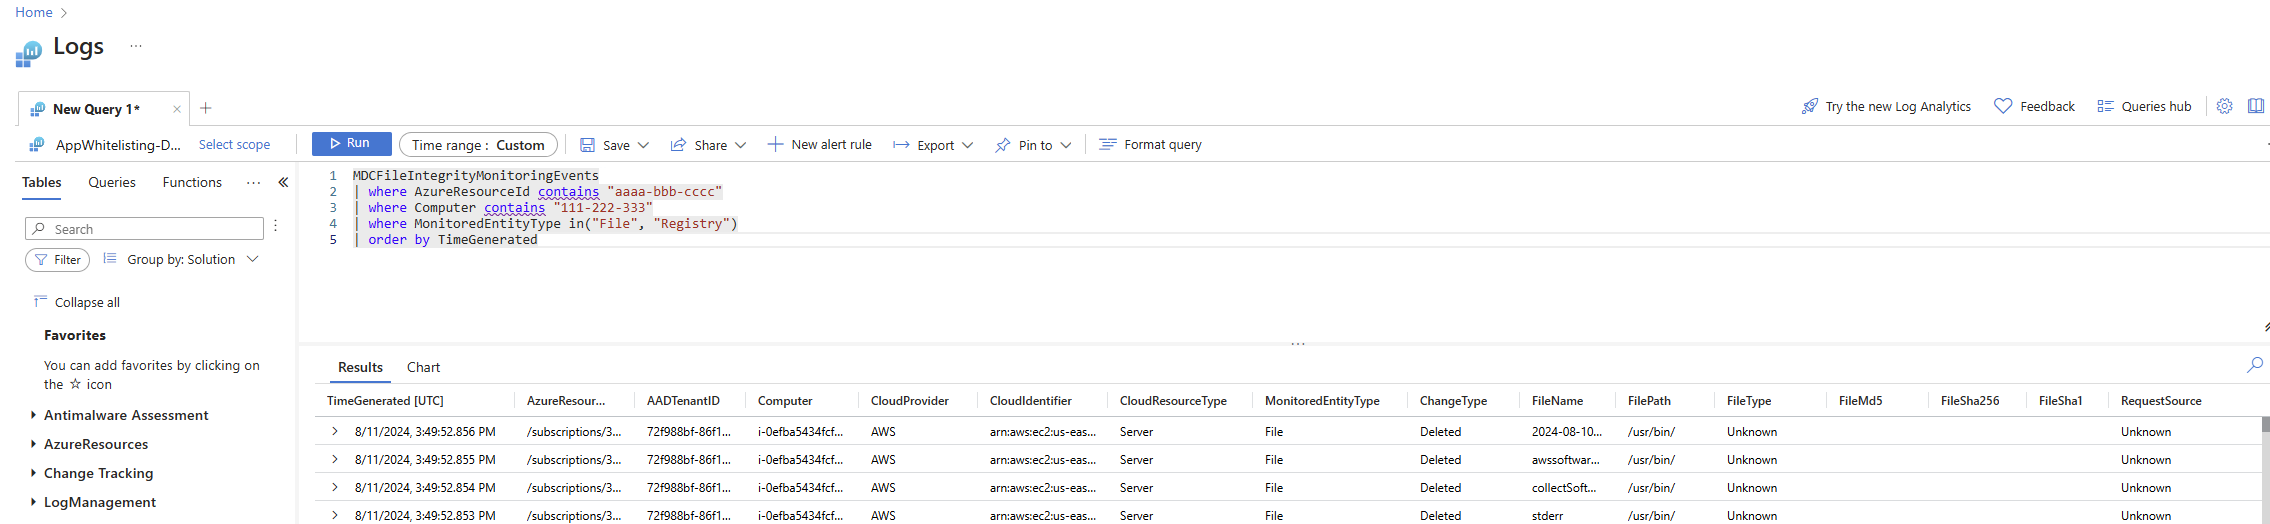 Home >
Logs ...
New Query 1* × +
Try the new Log Analytics Feedback Queries hub
AppWhitelisting-D... Select scope Run Time range : Custom Save Share New alert rule Export Pin to Format query
Tables Queries Functions ... «
Search
Filter Group by: Solution
Collapse all
Favorites
You can add favorites by clicking on
the ☆ icon
Antimalware Assessment
AzureResources
Change Tracking
LogManagement
1 MDCFileIntegrityMonitoringEvents
2 | where AzureResourceId contains "aaaa-bbb-cccc"
3 | where Computer contains "111-222-333"
4 | where MonitoredEntityType in("File", "Registry")
5 | order by TimeGenerated
Results Chart
TimeGenerated [UTC] AzureResour... AADTenantID Computer CloudProvider CloudIdentifier CloudResourceType MonitoredEntityType ChangeType FileName FilePath FileType FileMd5 FileSha256 FileSha1 RequestSource
8/11/2024, 3:49:52.856 PM /subscriptions/3... 72f988bf-86f1... i-0efba5434fcf... AWS arn:aws:ec2:us-eas... Server File Deleted 2024-08-10... /usr/bin/ Unknown Unknown
8/11/2024, 3:49:52.855 PM /subscriptions/3... 72f988bf-86f1... i-0efba5434fcf... AWS arn:aws:ec2:us-eas... Server File Deleted awssoftwar... /usr/bin/ Unknown Unknown
8/11/2024, 3:49:52.854 PM /subscriptions/3... 72f988bf-86f1... i-0efba5434fcf... AWS arn:aws:ec2:us-eas... Server File Deleted collectSoft... /usr/bin/ Unknown Unknown
8/11/2024, 3:49:52.853 PM /subscriptions/3... 72f988bf-86f1... i-0efba5434fcf... AWS arn:aws:ec2:us-eas... Server File Deleted stderr /usr/bin/ Unknown Unknown